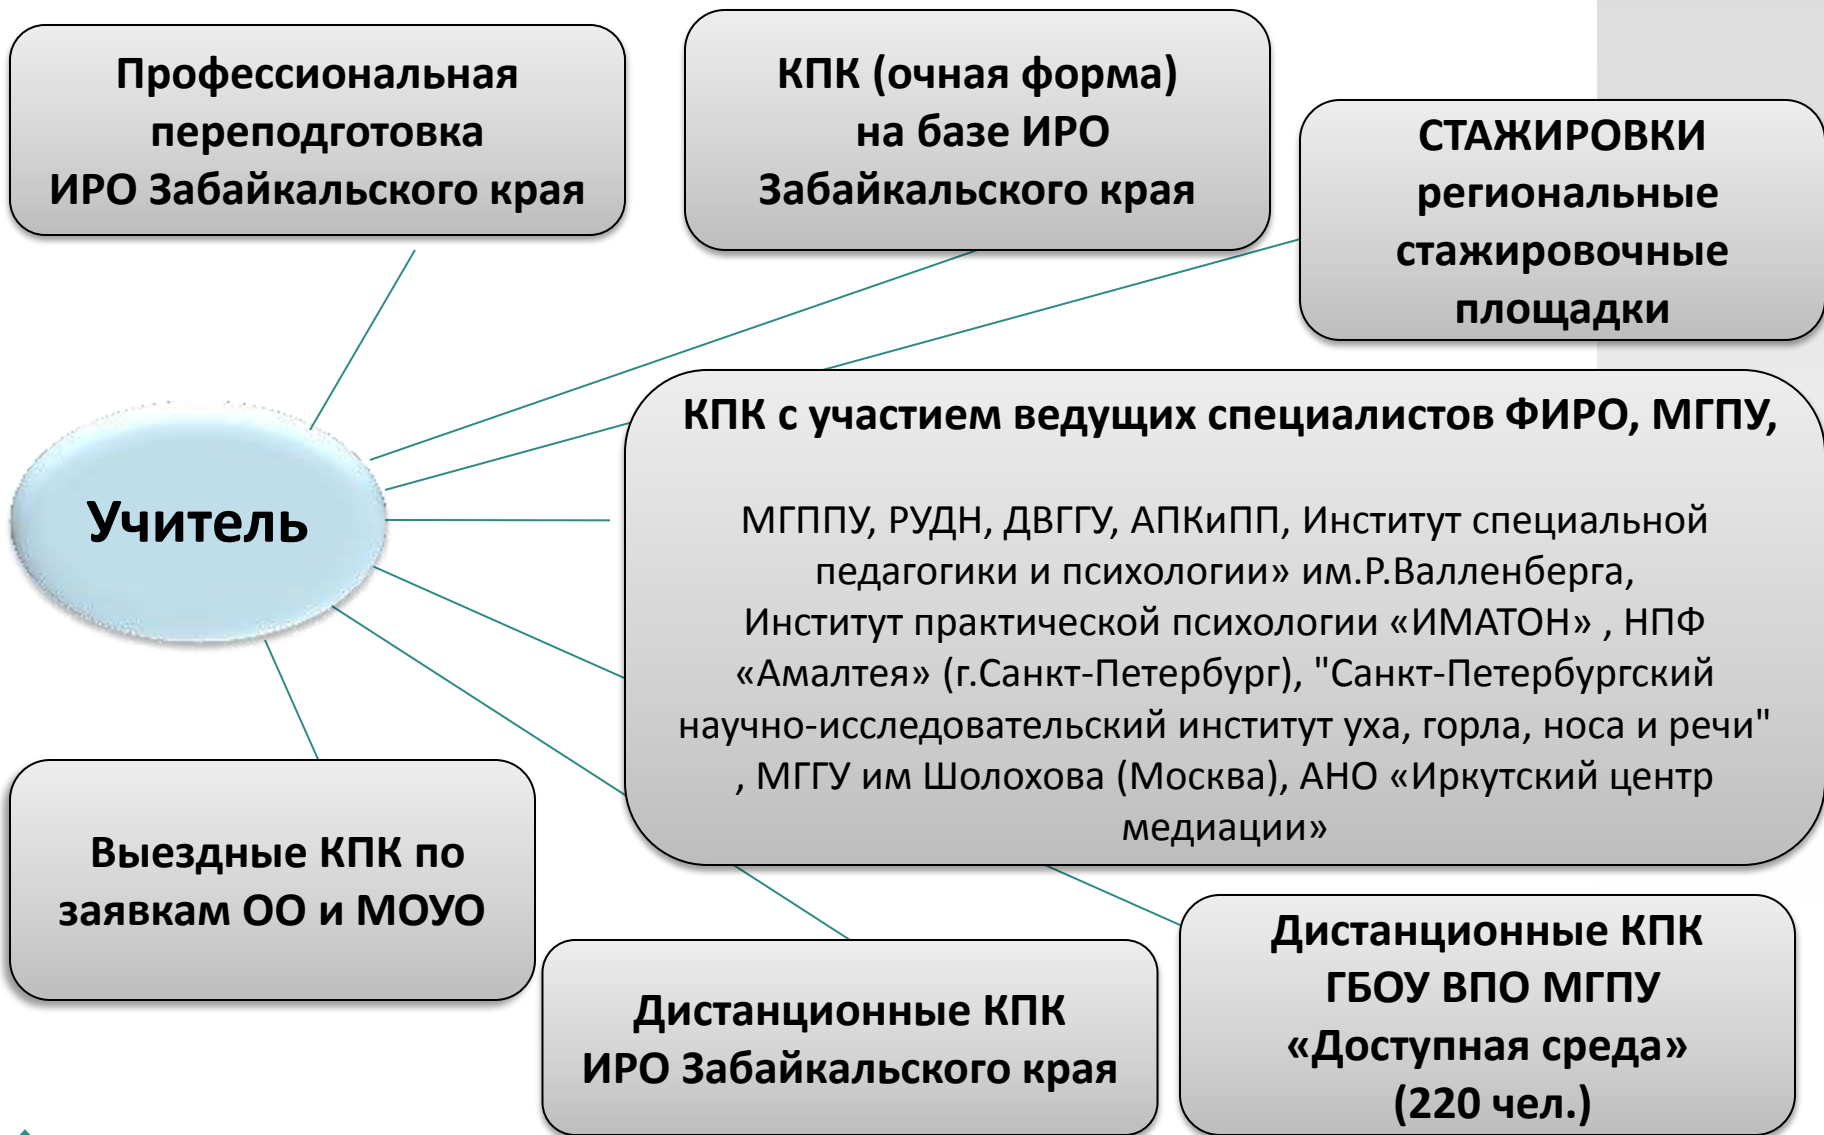 Профессиональная
переподготовка
ИРО Забайкальского края
КПК (очная форма)
на базе ИРО
Забайкальского края
СТАЖИРОВКИ
региональные
стажировочные
площадки
Учитель
КПК с участием ведущих специалистов ФИРО, МГПУ,
МГППУ, РУДН, ДВГГУ, АПКиПП, Институт специальной
педагогики и психологии» им.Р.Валленберга,
Институт практической психологии «ИМАТОН» , НПФ
«Амалтея» (г.Санкт-Петербург), "Санкт-Петербургский
научно-исследовательский институт уха, горла, носа и речи"
, МГГУ им Шолохова (Москва), АНО «Иркутский центр
медиации»
Выездные КПК по
заявкам ОО и МОУО
Дистанционные КПК
ИРО Забайкальского края
Дистанционные КПК
ГБОУ ВПО МГПУ
«Доступная среда»
(220 чел.)